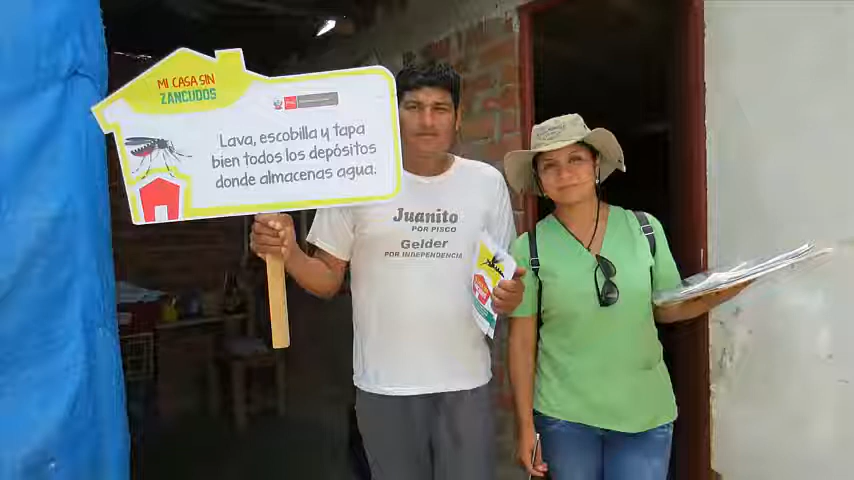 MI CASA SIN
ZANCUDOS
Lava, escobilla y tapa
bien todos los depósitos
donde almacenas agua.
Juanito
POR PISCO
Gelder
POR INDEPENDENCIA